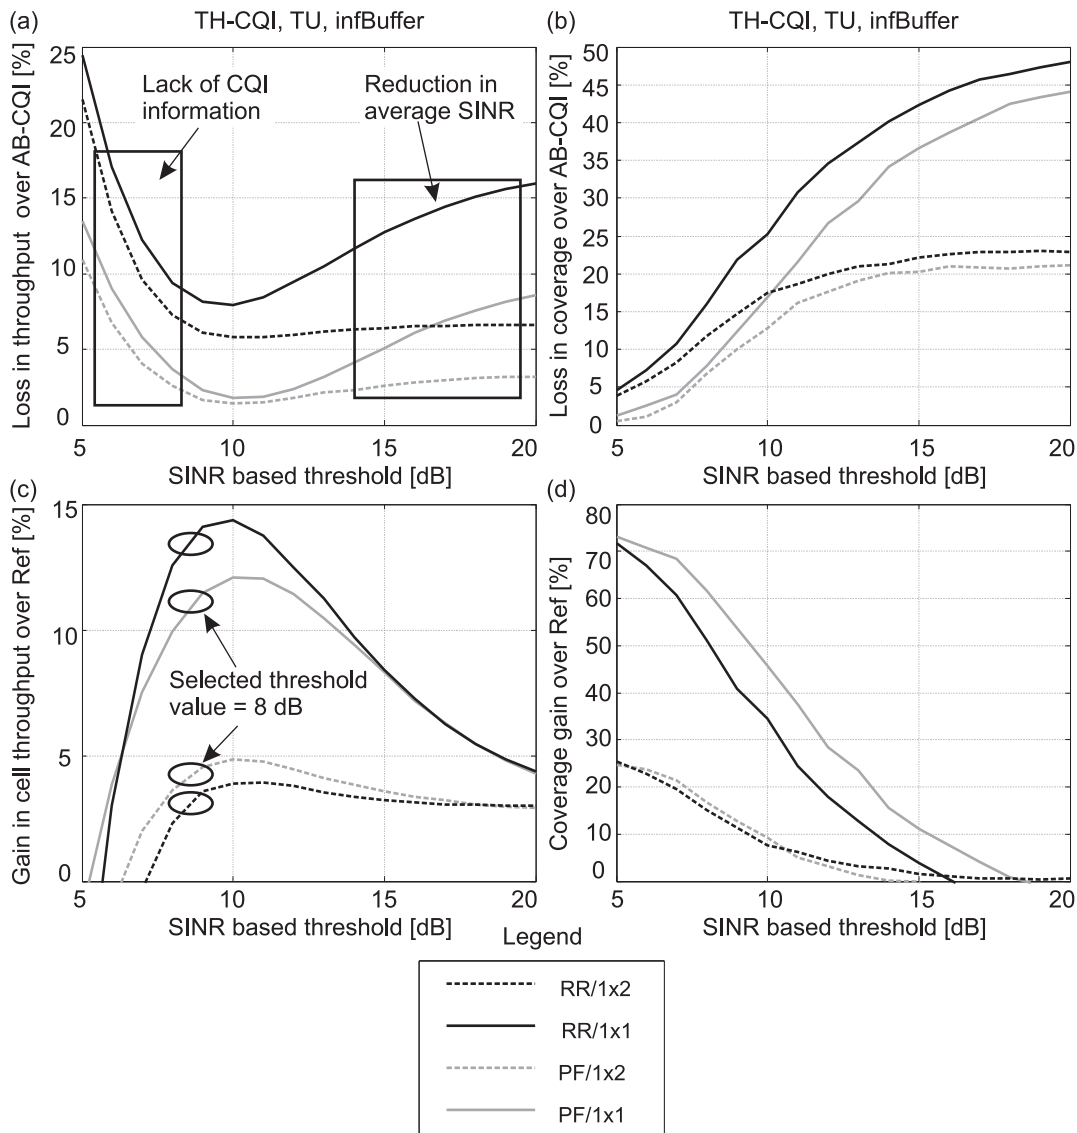 (a)
TH-CQI, TU, infBuffer
Loss in throughput over AB-CQI [%]
25
20
15
10
5
0
Lack of CQI
information
Reduction in
average SINR
5
10
15
20
SINR based threshold [dB]
(b)
TH-CQI, TU, infBuffer
Loss in coverage over AB-CQI [%]
50
45
40
35
30
25
20
15
10
5
0
5
10
15
20
SINR based threshold [dB]
(c)
Gain in cell throughput over Ref [%]
15
10
5
0
Selected threshold
value = 8 dB
5
10
15
20
SINR based threshold [dB]
(d)
Coverage gain over Ref [%]
80
70
60
50
40
30
20
10
0
5
10
15
20
SINR based threshold [dB]
Legend
RR/1x2
RR/1x1
PF/1x2
PF/1x1